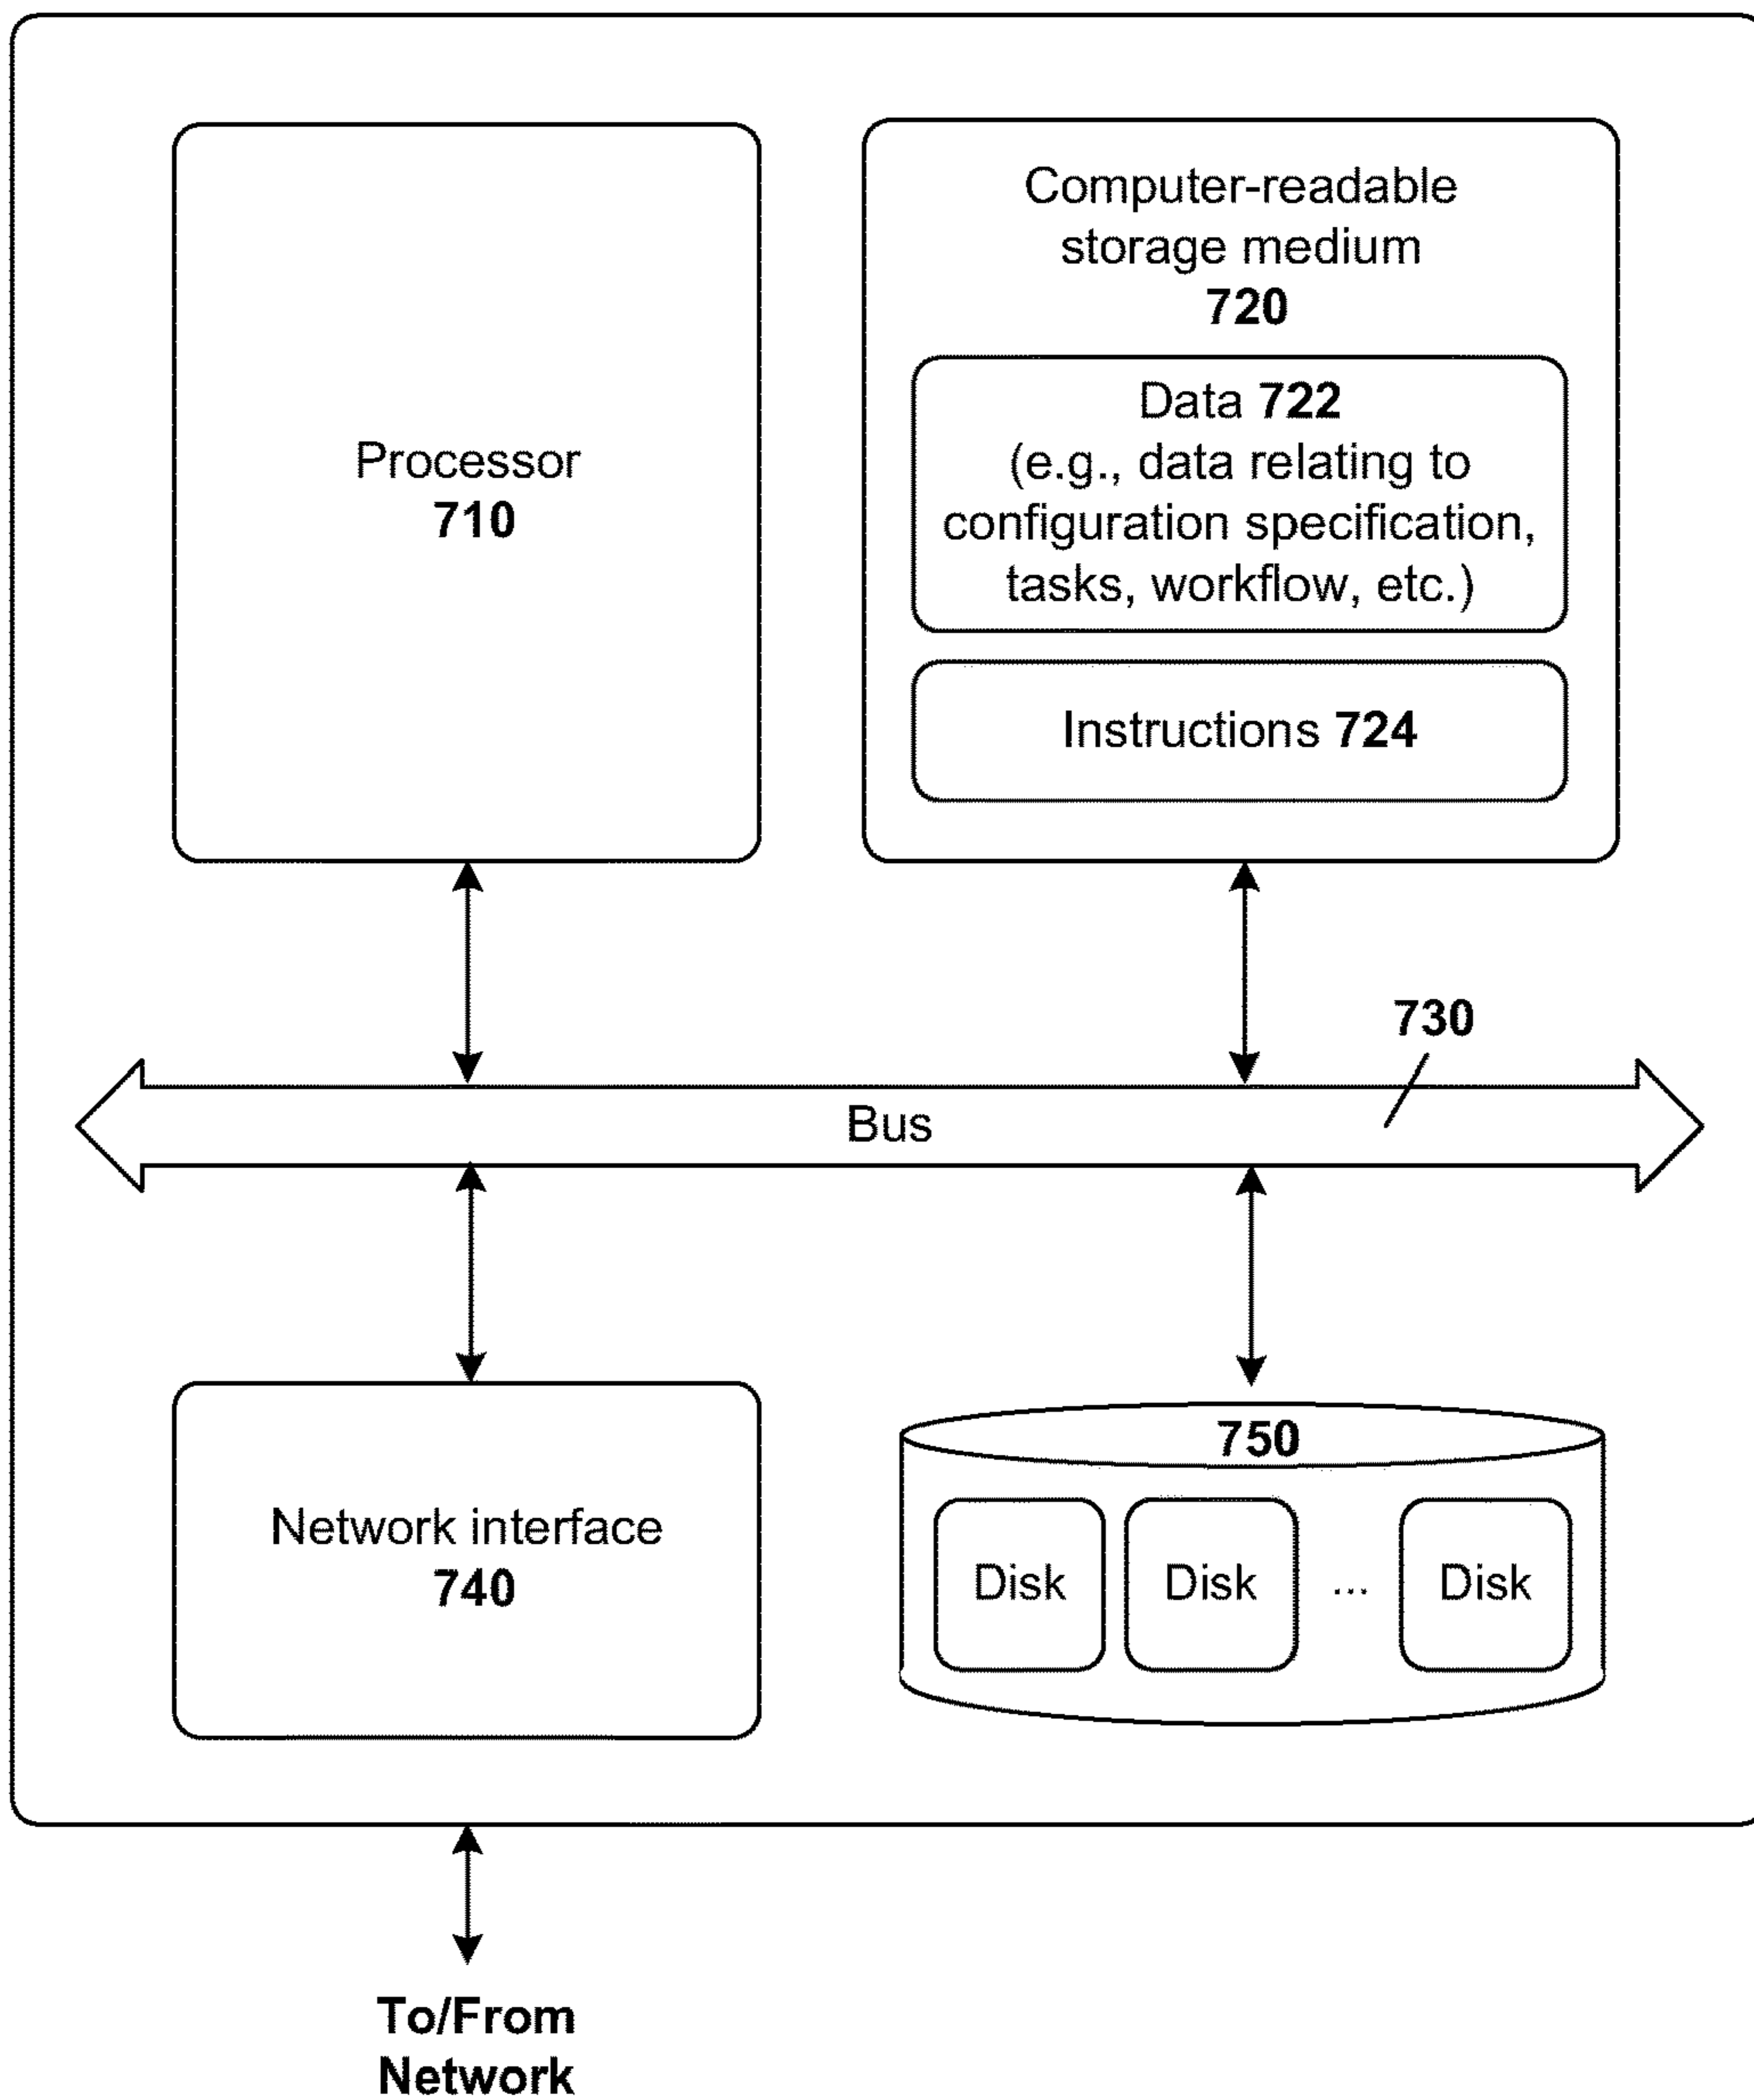 Processor
710
Computer-readable
storage medium
720
Data 722
(e.g., data relating to
configuration specification,
tasks, workflow, etc.)
Instructions 724
730
Bus
Network interface
740
750
Disk
Disk
...
Disk
To/From
Network